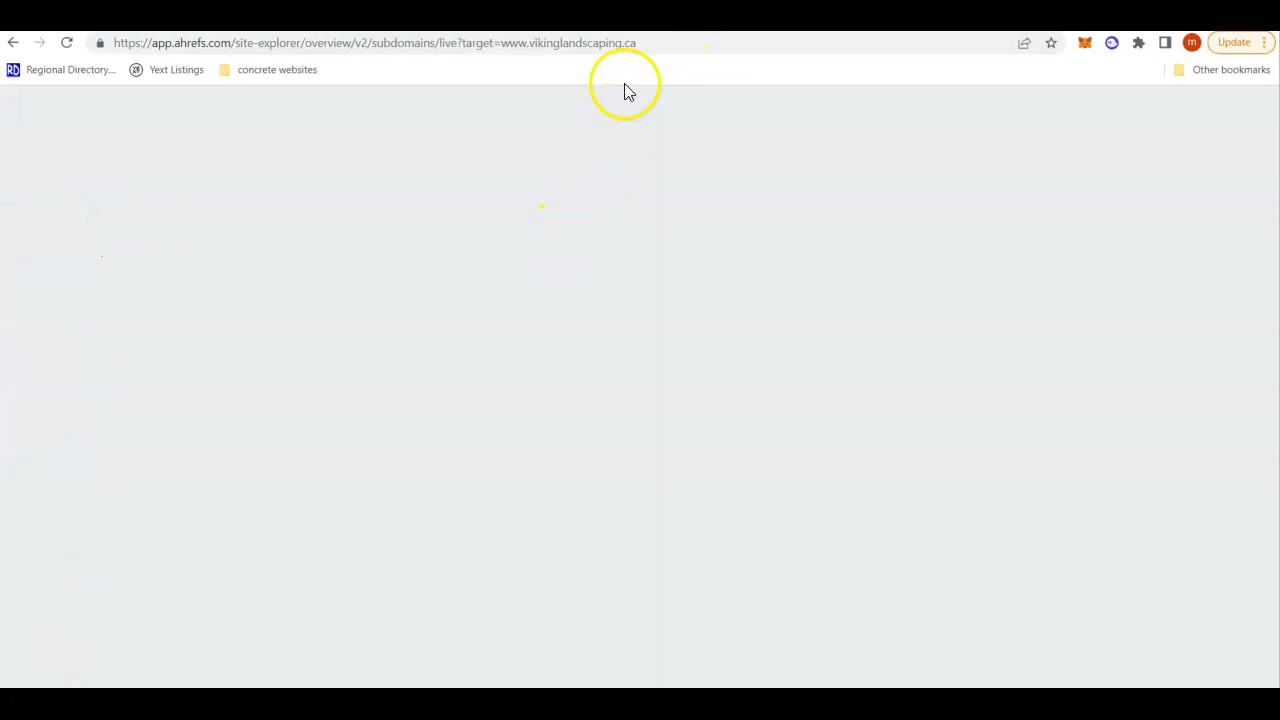 https://app.ahrefs.com/site-explorer/overview/v2/subdomains/live?target=www.vikinglandscaping.ca
m
Update
RD Regional Directory... Yext Listings concrete websites Other bookmarks